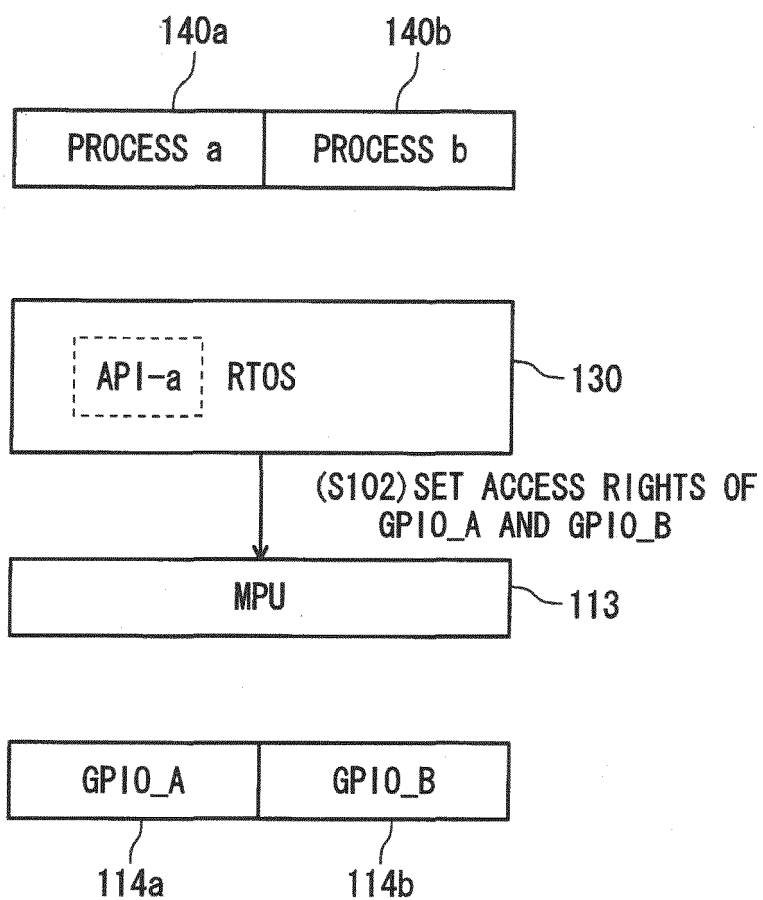 140a 140b
PROCESS a PROCESS b
API-a RTOS
130
(S102)SET ACCESS RIGHTS OF
GPIO_A AND GPIO_B
MPU
113
GPIO_A GPIO_B
114a 114b